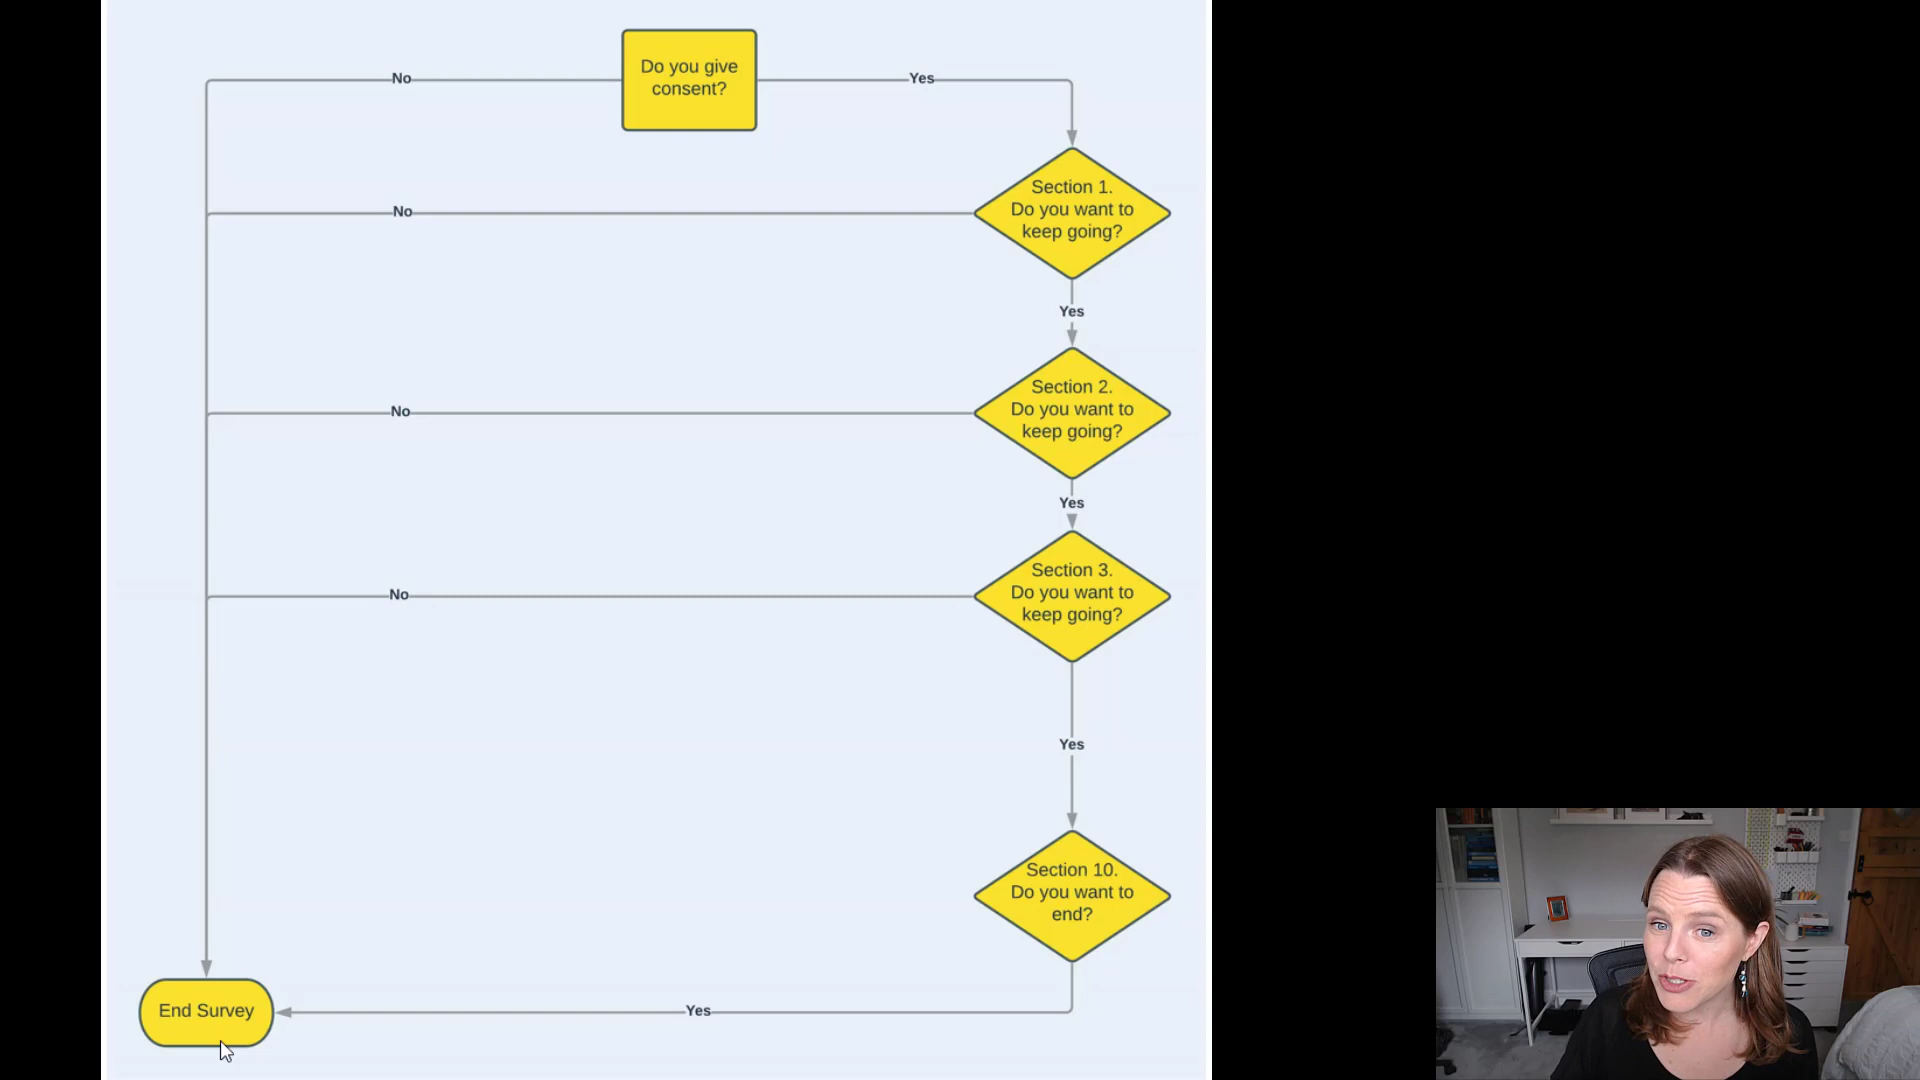 Do you give
consent?
No
Yes
Section 1.
Do you want to
keep going?
No
Yes
Section 2.
Do you want to
keep going?
No
Yes
Section 3.
Do you want to
keep going?
No
Yes
Section 10.
Do you want to
end?
Yes
End Survey